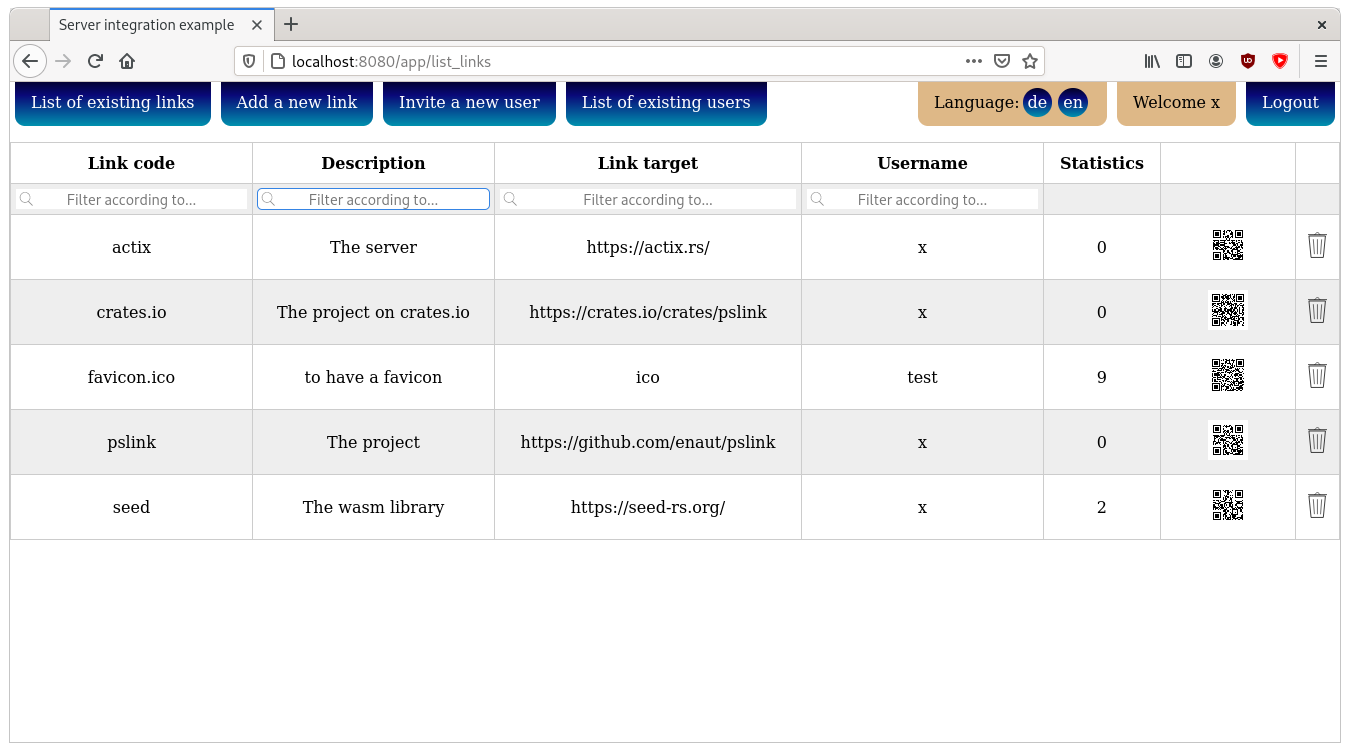 Server integration example
localhost:8080/app/list_links
List of existing links Add a new link Invite a new user List of existing users Language: de en Welcome x Logout
Link code Description Link target Username Statistics
Filter according to... Filter according to... Filter according to... Filter according to...
actix The server https://actix.rs/ x 0
crates.io The project on crates.io https://crates.io/crates/pslink x 0
favicon.ico to have a favicon ico test 9
pslink The project https://github.com/enaut/pslink x 0
seed The wasm library https://seed-rs.org/ x 2